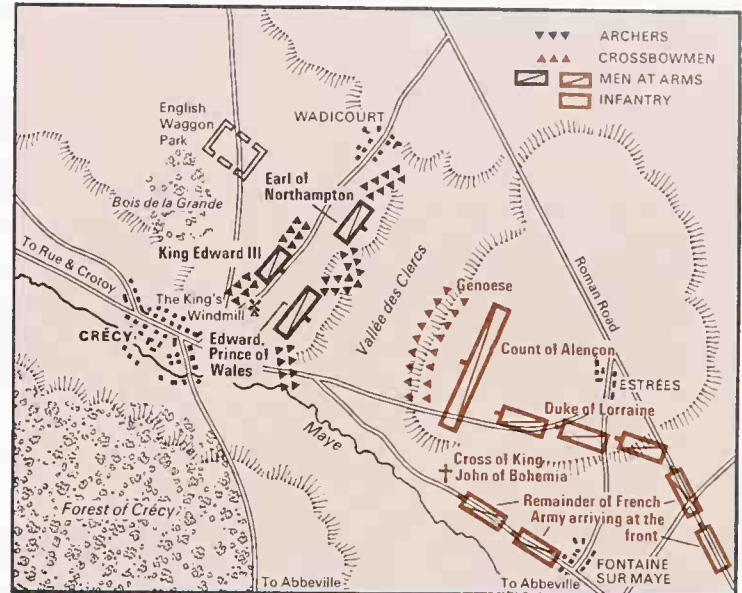 ARCHERS
CROSSBOWMEN
MEN AT ARMS
INFANTRY
English
Waggon
Park
WADICOURT
Earl of
Northampton
Bois de la Grande
King Edward III
To Rue & Crotoy
The King's
Windmill
CRÉCY
Edward,
Prince of
Wales
Vallée des Clercs
Genoese
Roman Road
Count of Alençon
ESTRÉES
Duke of Lorraine
Maye
Cross of King
John of Bohemia
Forest of Crécy
Remainder of French
Army arriving at the
front
FONTAINE
SUR MAYE
To Abbeville
To Abbeville